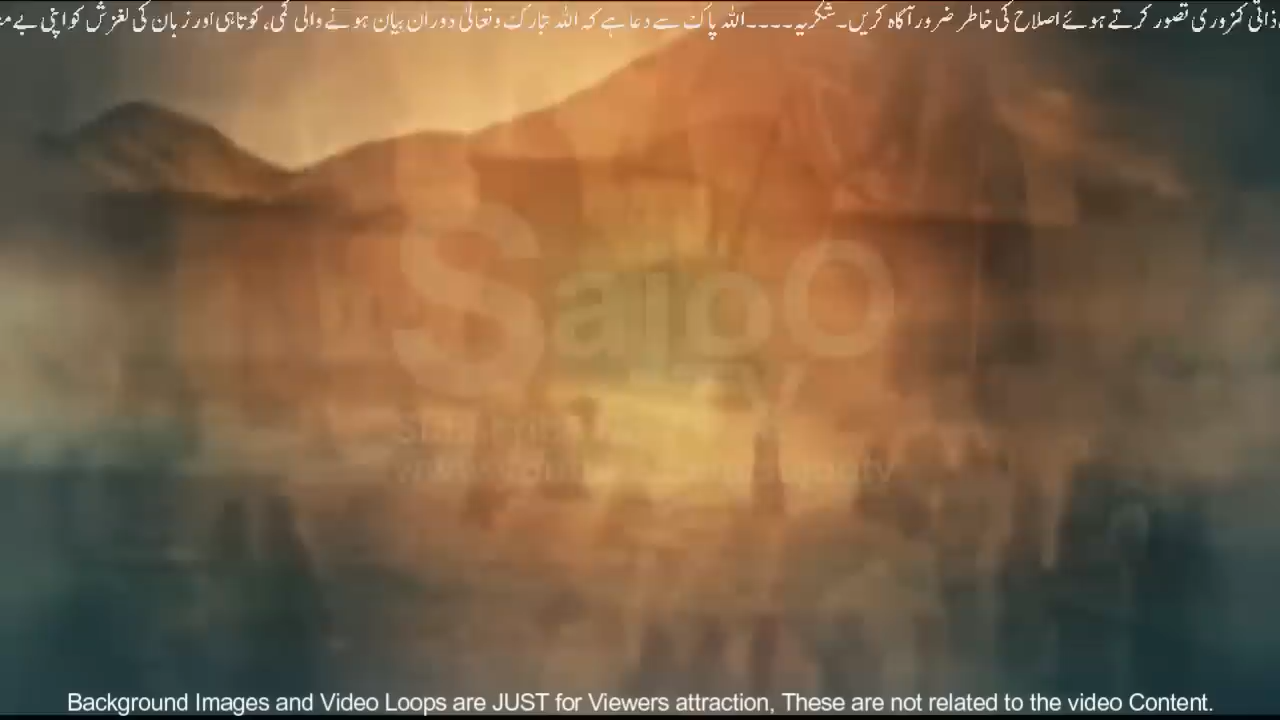 ذاتی کمزوری تصور کرتے ہوئے اصلاح کی خاطر ضرور آگاہ کریں۔شکریہ۔۔۔۔اللہ پاک سے دعا ہے کہ اللہ تبارک وتعالیٰ دوران بیان ہونے والی کمی، کوتاہی اور زبان کی لغزش کو اپنی بے
SajoO
TV
Background Images and Video Loops are JUST for Viewers attraction, These are not related to the video Content.